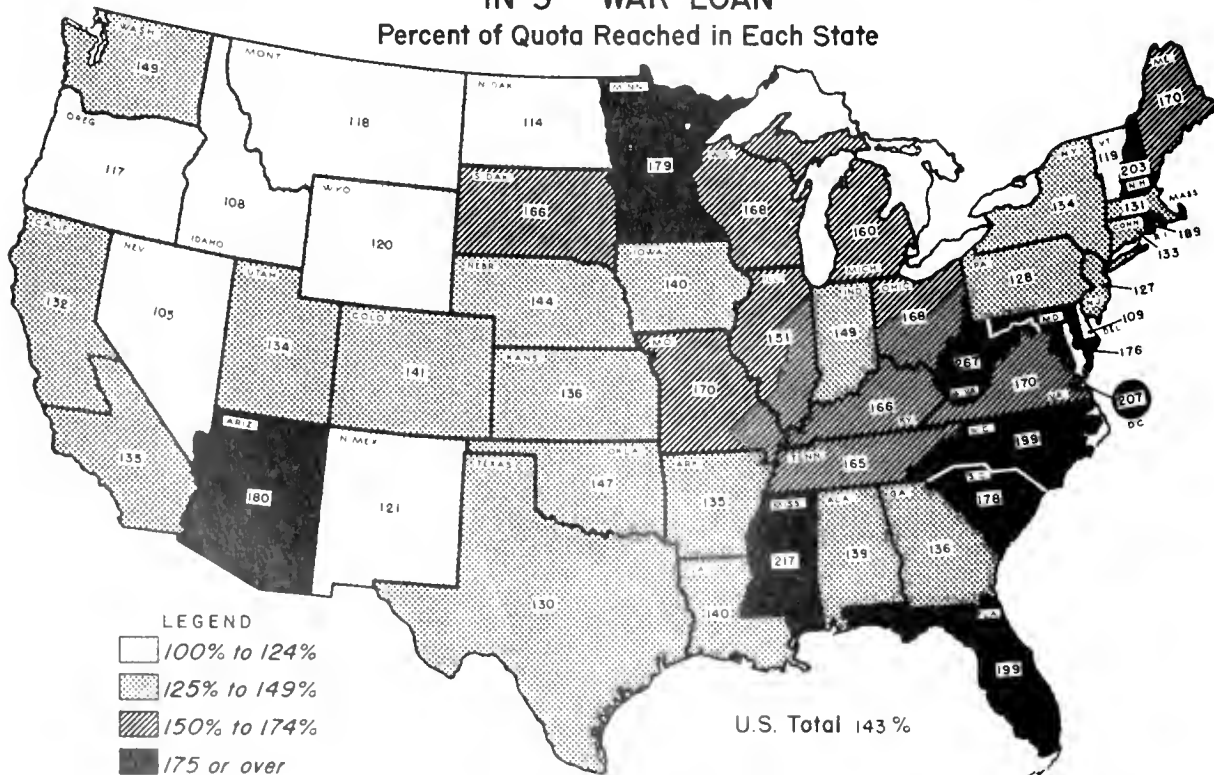 IN 5 WAR LOAN
Percent of Quota Reached in Each State
WASH.
149
MONT
118
N. DAK
114
MINN.
179
OREG
117
IDAHO
108
WYO
120
S. DAK
166
168
MICH.
160
N.Y.
134
VT
119
203
N.H.
ME.
170
MASS
131
CONN.
133
R.I.
189
CALIF.
132
135
NEV
105
UTAH
134
COLO.
141
NEBR.
144
IOWA
140
ILL.
151
IND.
149
OHIO
168
PA.
128
127
109
DEL
MD.
176
KANS
136
MO.
170
KY.
166
W.VA.
267
VA.
170
207
DC
ARIZ
180
N.MEX
121
TEXAS
130
OKLA.
147
ARK.
135
TENN.
165
N.C.
199
S.C.
178
LA
140
MISS.
217
ALA.
139
GA.
136
FLA.
199
LEGEND
100% to 124%
125% to 149%
150% to 174%
175 or over
U.S. Total 143%